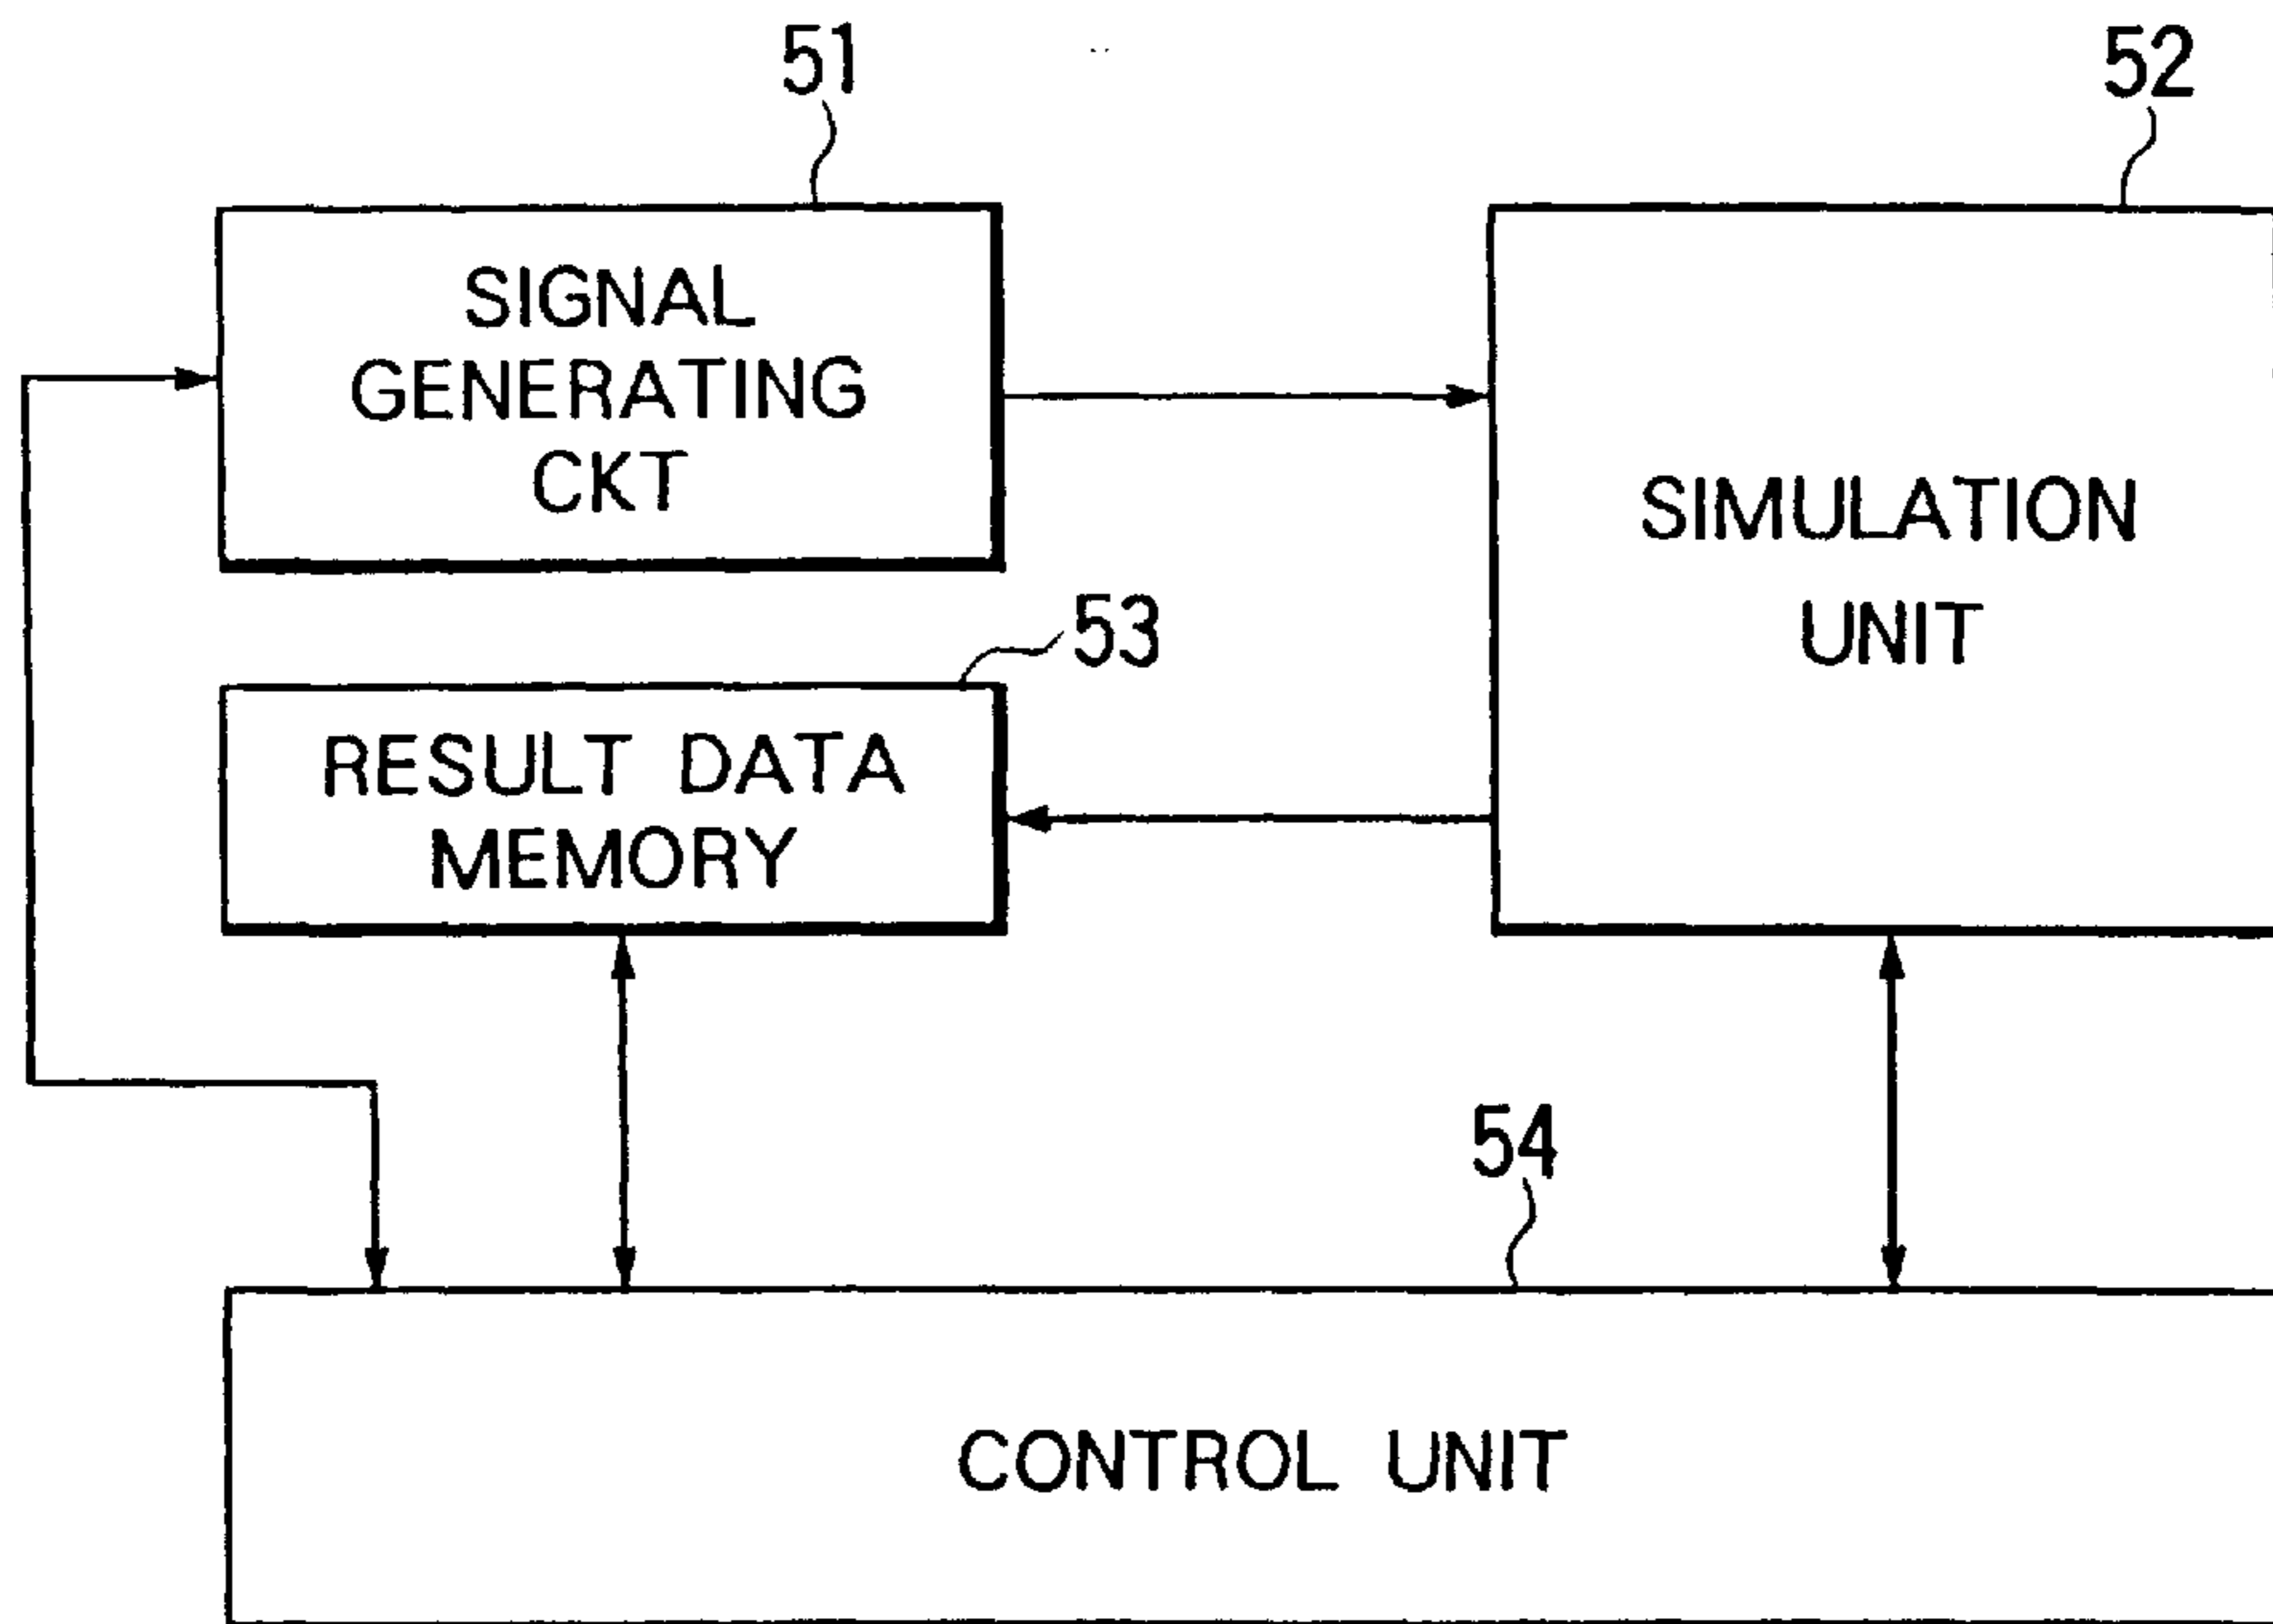 51
52
SIGNAL
GENERATING
CKT
SIMULATION
UNIT
53
RESULT DATA
MEMORY
54
CONTROL UNIT